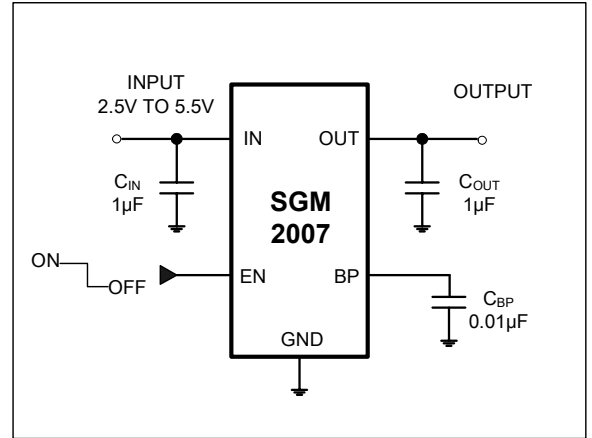 INPUT
2.5V TO 5.5V
OUTPUT
IN
OUT
CIN
1µF
SGM
2007
COUT
1µF
ON
OFF
EN
BP
CBP
0.01µF
GND